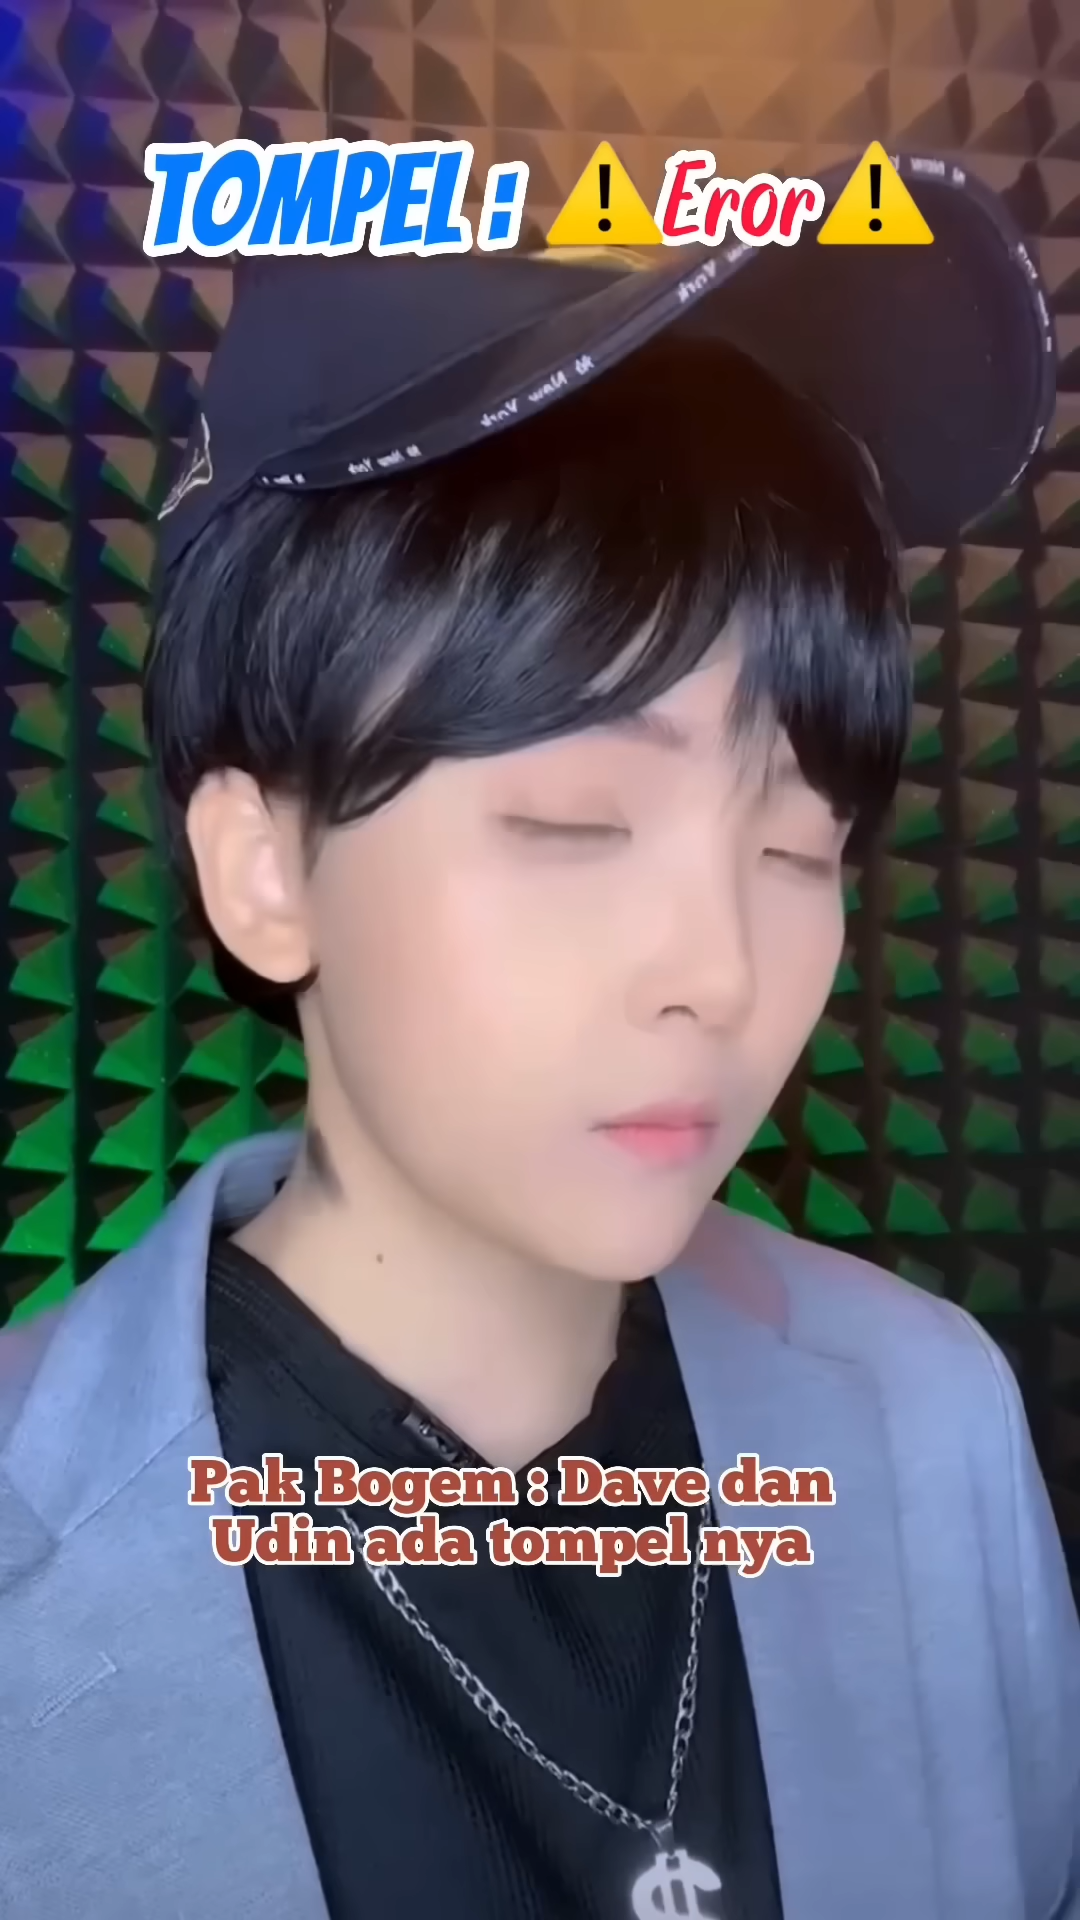 TOMPEL : ⚠️Eror⚠️
Pak Bogem : Dave dan
Udin ada tompel nya